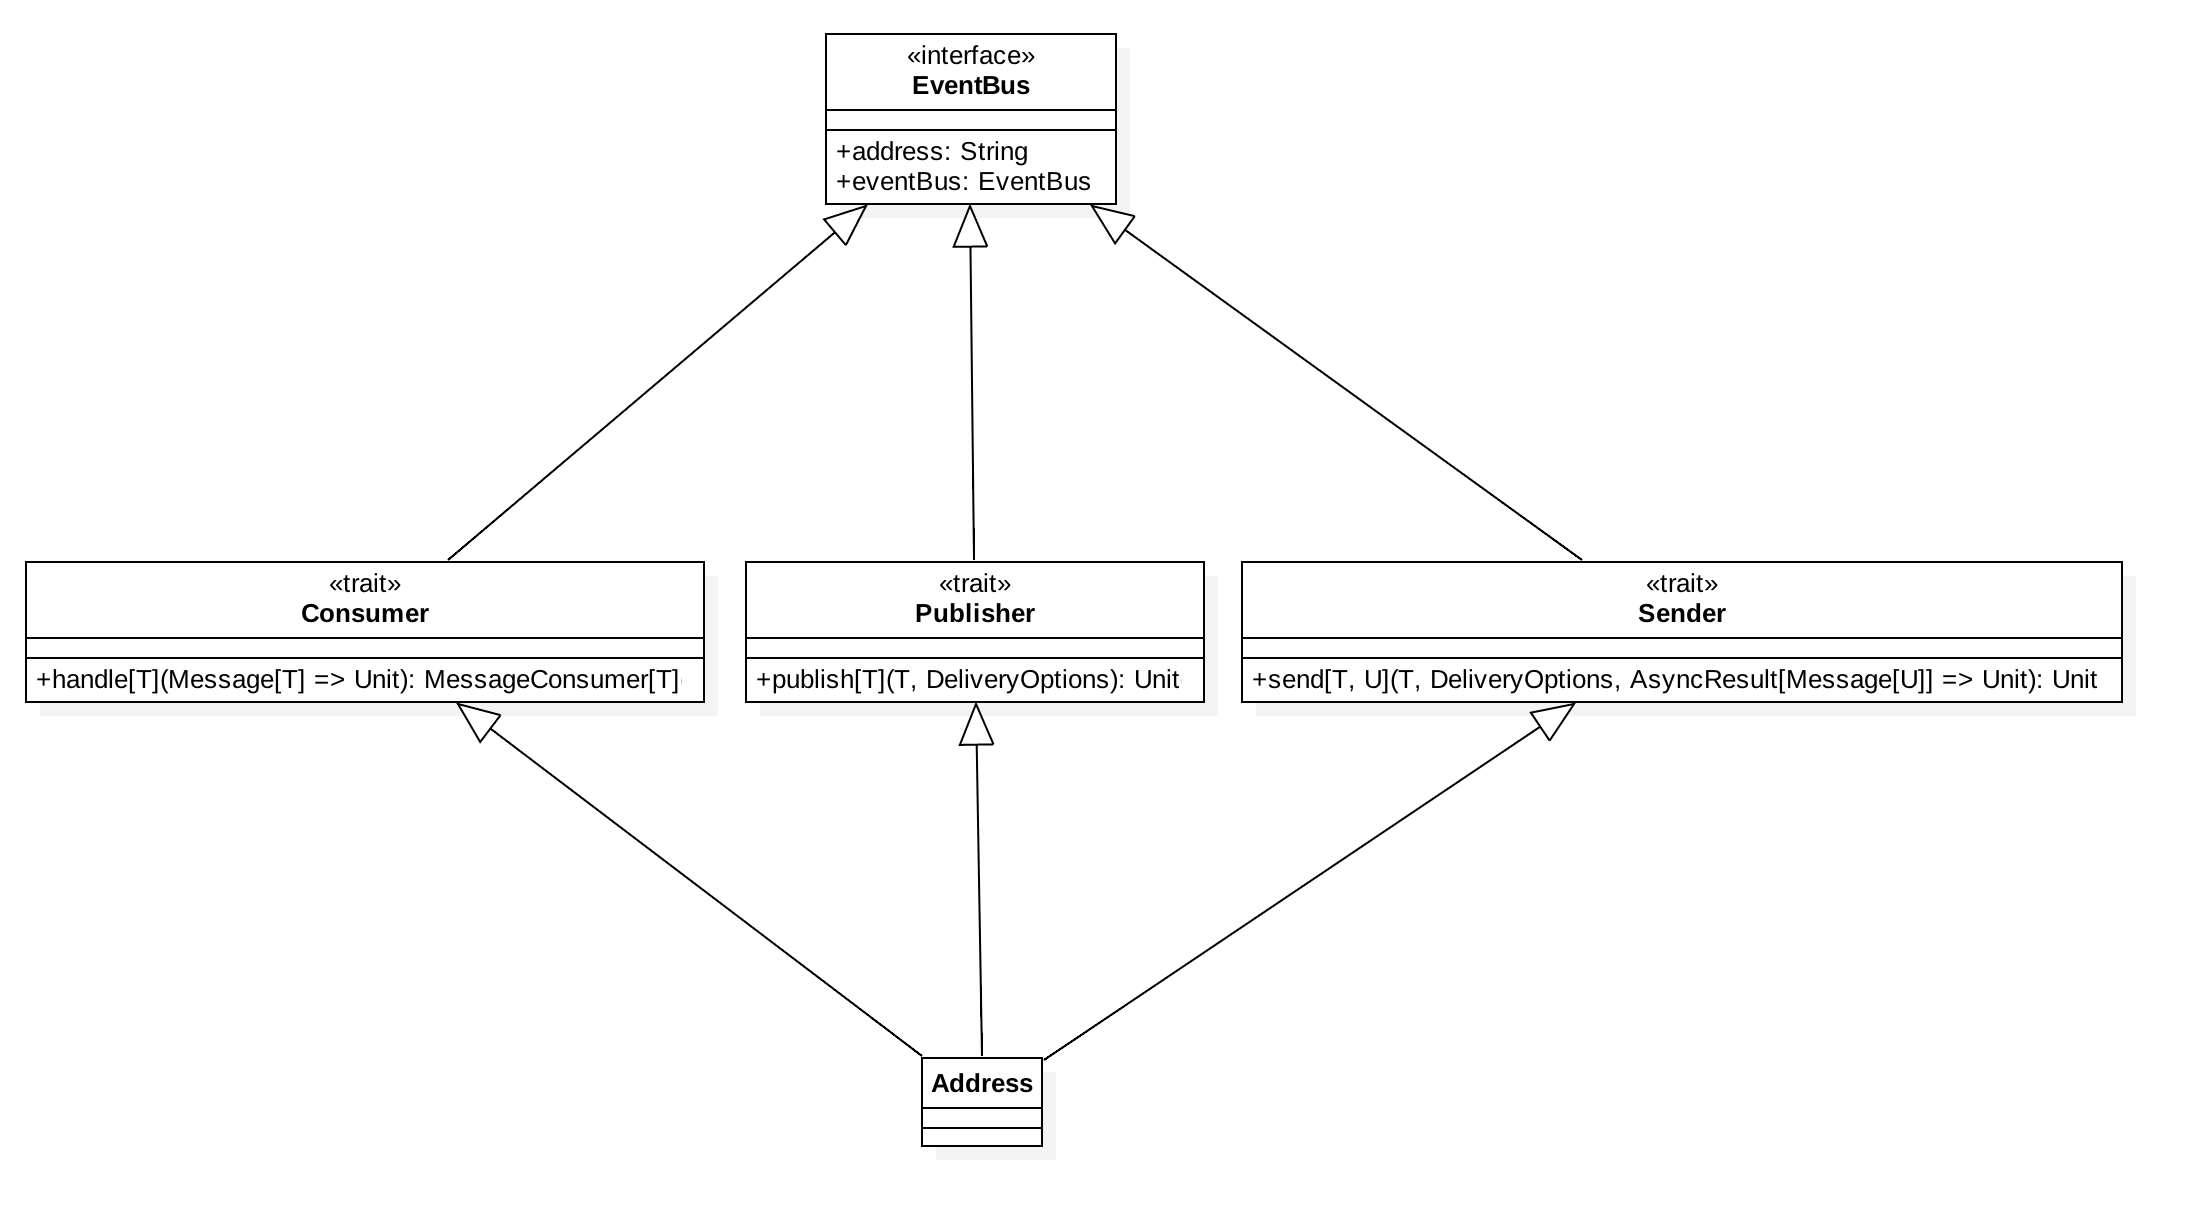 «interface»
EventBus
+address: String
+eventBus: EventBus
«trait»
Consumer
+handle[T](Message[T] => Unit): MessageConsumer[T]
«trait»
Publisher
+publish[T](T, DeliveryOptions): Unit
«trait»
Sender
+send[T, U](T, DeliveryOptions, AsyncResult[Message[U]] => Unit): Unit
Address